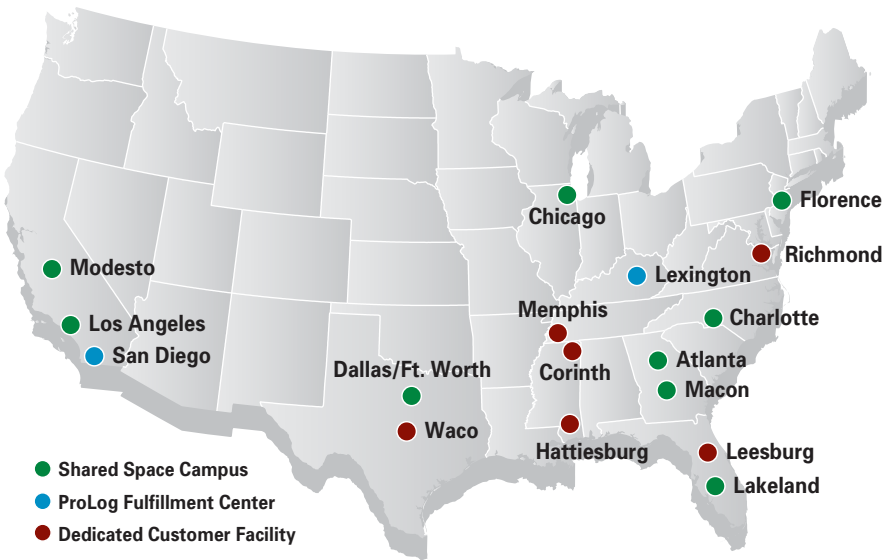 Florence
Chicago
Richmond
Modesto
Lexington
Memphis
Charlotte
Los Angeles
San Diego
Atlanta
Dallas/Ft. Worth
Corinth
Macon
Waco
Hattiesburg
Leesburg
Shared Space Campus
Lakeland
ProLog Fulfillment Center
Dedicated Customer Facility